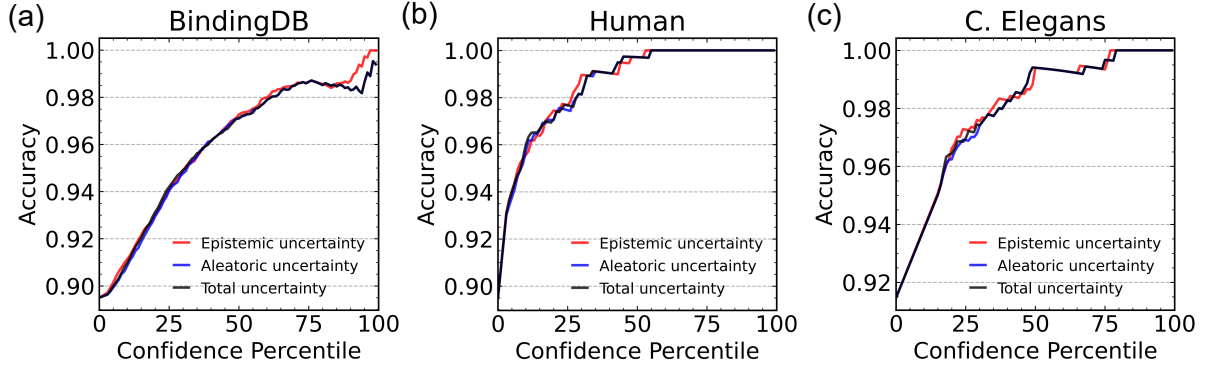 (a)
BindingDB
1.00
0.98
0.96
0.94
0.92
0.90
Accuracy
Epistemic uncertainty
Aleatoric uncertainty
Total uncertainty
0 25 50 75 100
Confidence Percentile
(b)
Human
1.00
0.98
0.96
0.94
0.92
0.90
Accuracy
Epistemic uncertainty
Aleatoric uncertainty
Total uncertainty
0 25 50 75 100
Confidence Percentile
(c)
C. Elegans
1.00
0.98
0.96
0.94
0.92
Accuracy
Epistemic uncertainty
Aleatoric uncertainty
Total uncertainty
0 25 50 75 100
Confidence Percentile